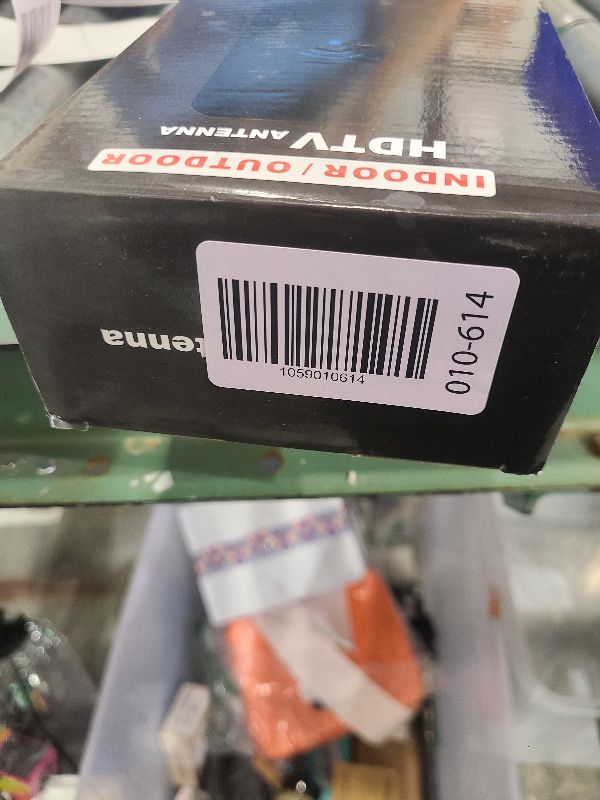 HDTV ANTENNA
INDOOR / OUTDOOR
tenna
1059010614
010-614